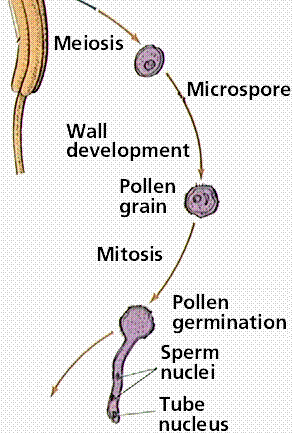 Meiosis
Microspore
Wall
development
Pollen
grain
Mitosis
Pollen
germination
Sperm
nuclei
Tube
nucleus